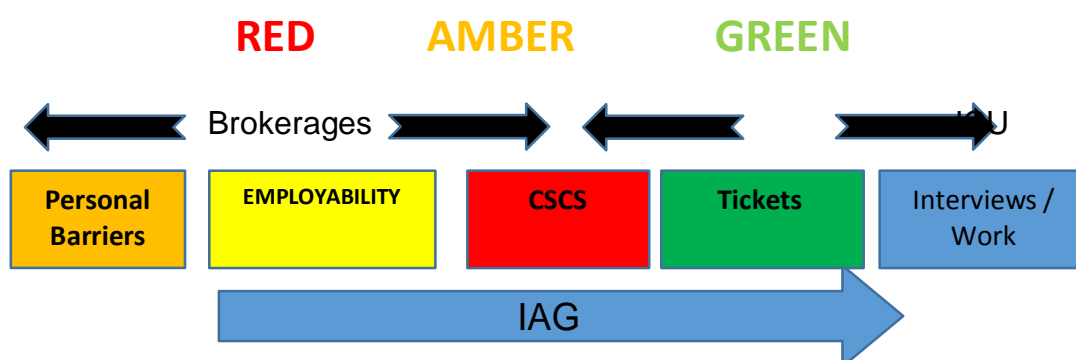 RED AMBER GREEN
Brokerages
Personal EMPLOYABILITY CSCS Tickets Interviews /
Barriers Work
IAG